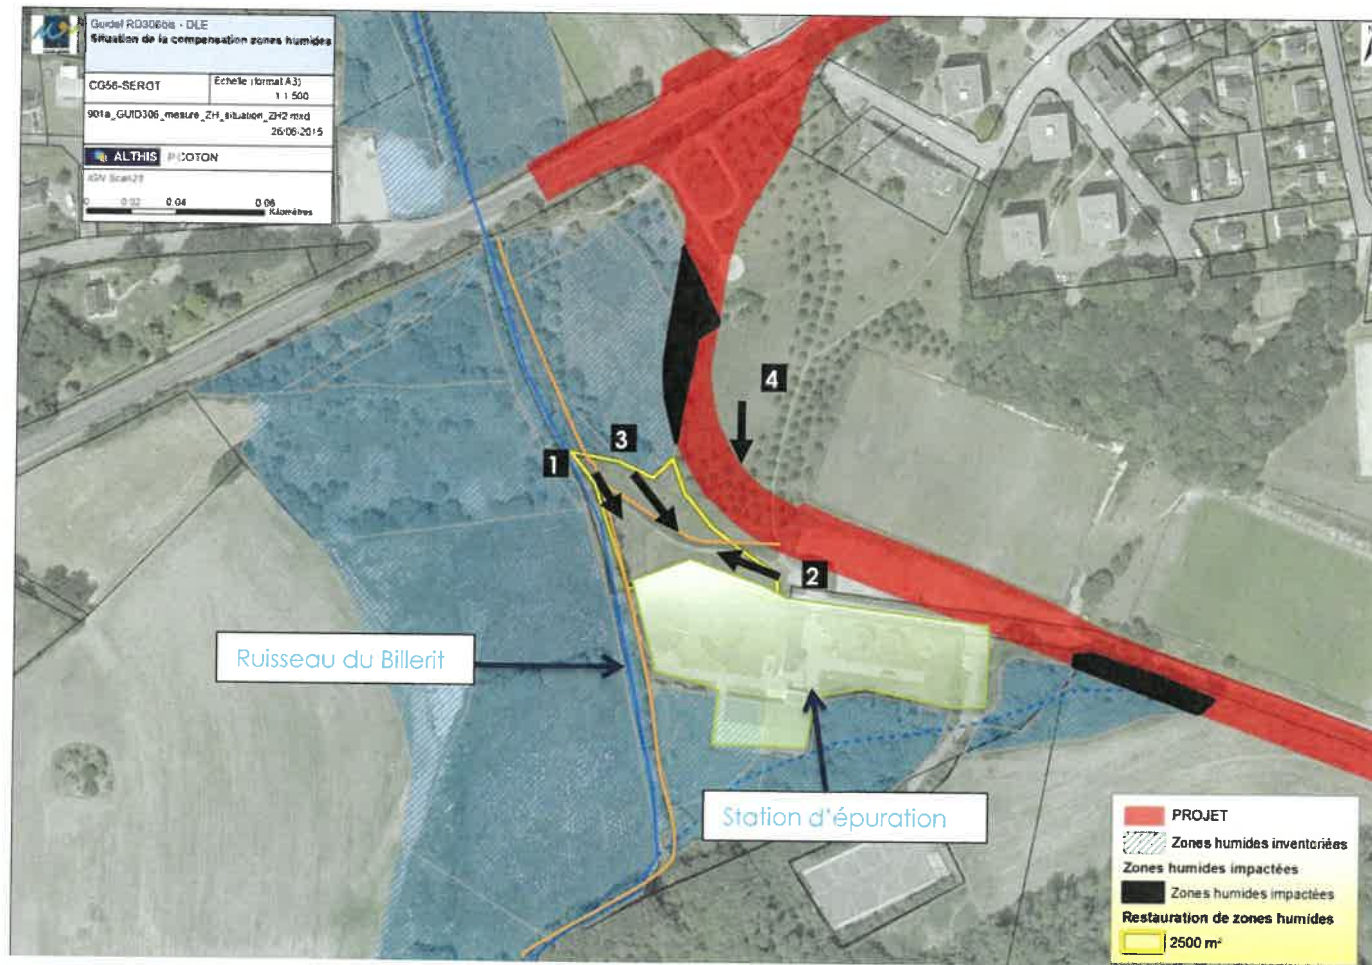 Guidel RD306bis - DLE
Situation de la compensation zones humides
CG56-SEROT
Echelle (format A3)
1 1 500
901a_GUID306_mesure_ZH_situation_ZH2 mxd
26/06-2015
ALTHIS P COTON
IGN Scan25
0 0.02 0.04 0.08
Kilomètres
4
3
1
2
Ruisseau du Billerit
Station d'épuration
PROJET
Zones humides inventoriées
Zones humides impactées
Zones humides impactées
Restauration de zones humides
2500 m²